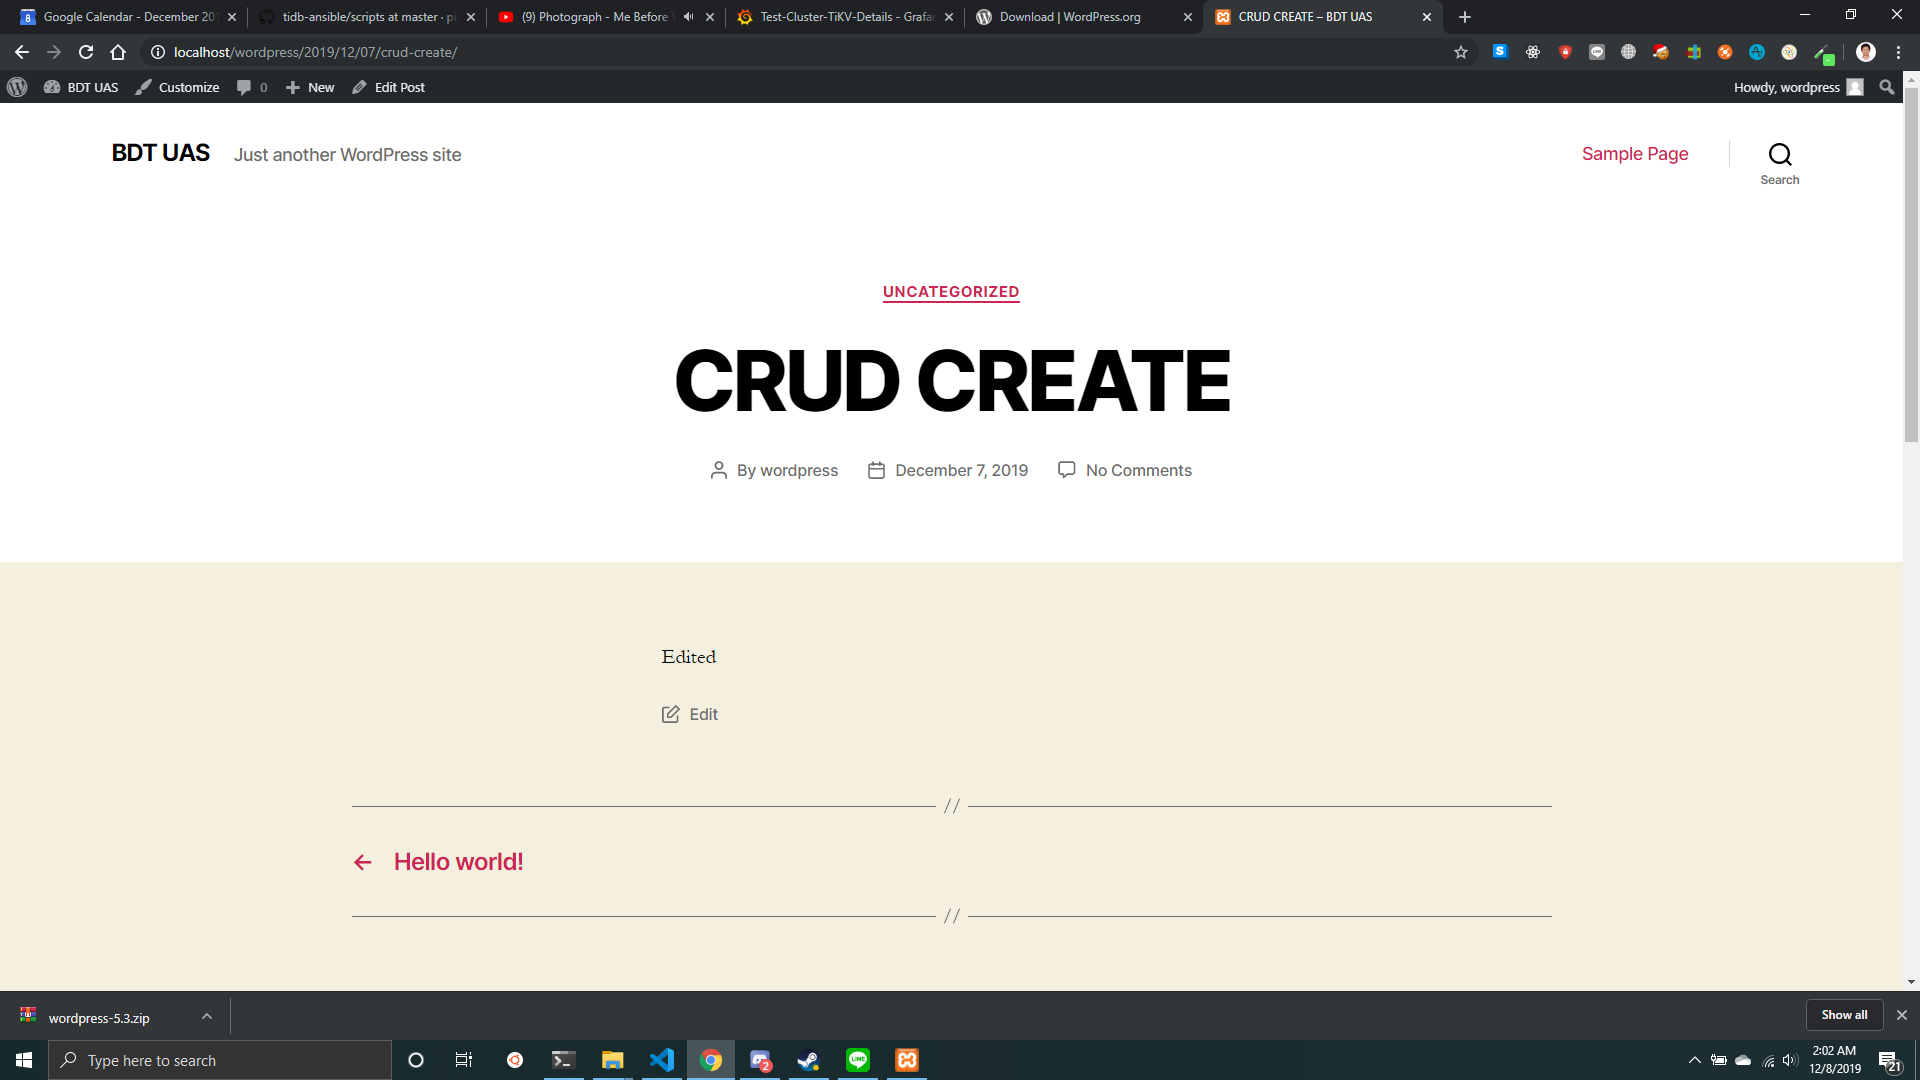 Google Calendar - December 201
tidb-ansible/scripts at master · pi
(9) Photograph - Me Before Y
Test-Cluster-TiKV-Details - Grafan
Download | WordPress.org
CRUD CREATE – BDT UAS
localhost/wordpress/2019/12/07/crud-create/
BDT UAS
Customize
0
New
Edit Post
Howdy, wordpress
BDT UAS
Just another WordPress site
Sample Page
Search
UNCATEGORIZED
CRUD CREATE
By wordpress
December 7, 2019
No Comments
Edited
Edit
//
← Hello world!
//
wordpress-5.3.zip
Show all
Type here to search
2
2:02 AM
12/8/2019
21